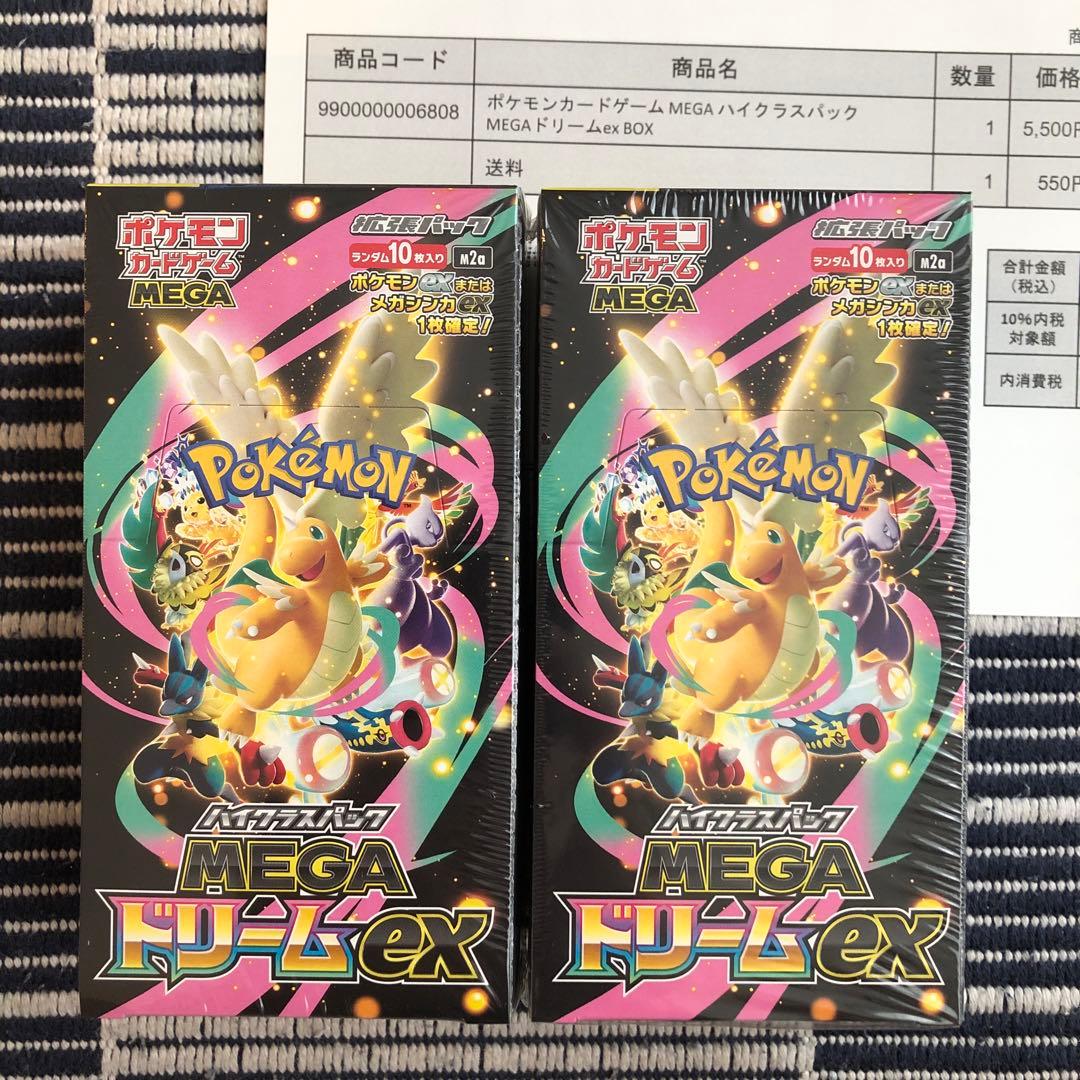 商
商品コード 商品名 数量 価格
9900000006808 ポケモンカードゲーム MEGA ハイクラスパック
MEGAドリームex BOX 1 5,500P
送料 1 550P
合計金額
(税込)
10%内税
対象額
内消費税
ポケモン
カードゲーム
MEGA
拡張パック
ランダム10枚入り m2a
ポケモンexまたは
メガシンカex
1枚確定!
POKéMON
TM
ハイクラスパック
MEGA
ドリームex
ポケモン
カードゲーム
MEGA
拡張パック
ランダム10枚入り m2a
ポケモンexまたは
メガシンカex
1枚確定!
POKéMON
TM
ハイクラスパック
MEGA
ドリームex